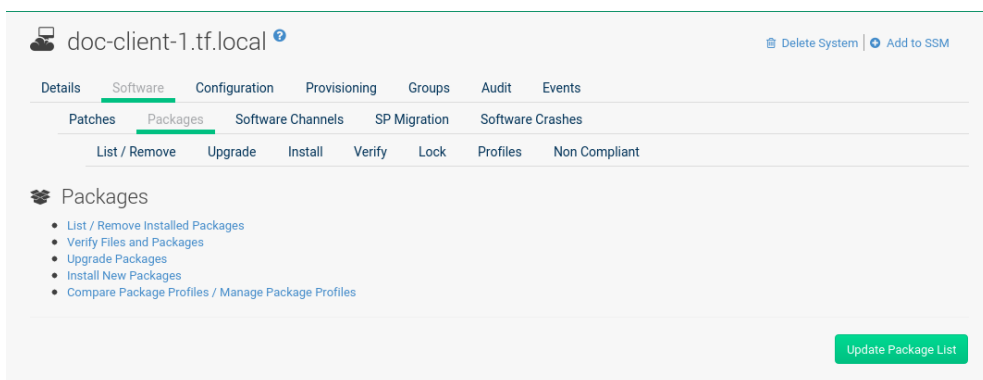 doc-client-1.tf.local ?
Delete System | Add to SSM
Details Software Configuration Provisioning Groups Audit Events
Patches Packages Software Channels SP Migration Software Crashes
List / Remove Upgrade Install Verify Lock Profiles Non Compliant
Packages
List / Remove Installed Packages
Verify Files and Packages
Upgrade Packages
Install New Packages
Compare Package Profiles / Manage Package Profiles
Update Package List